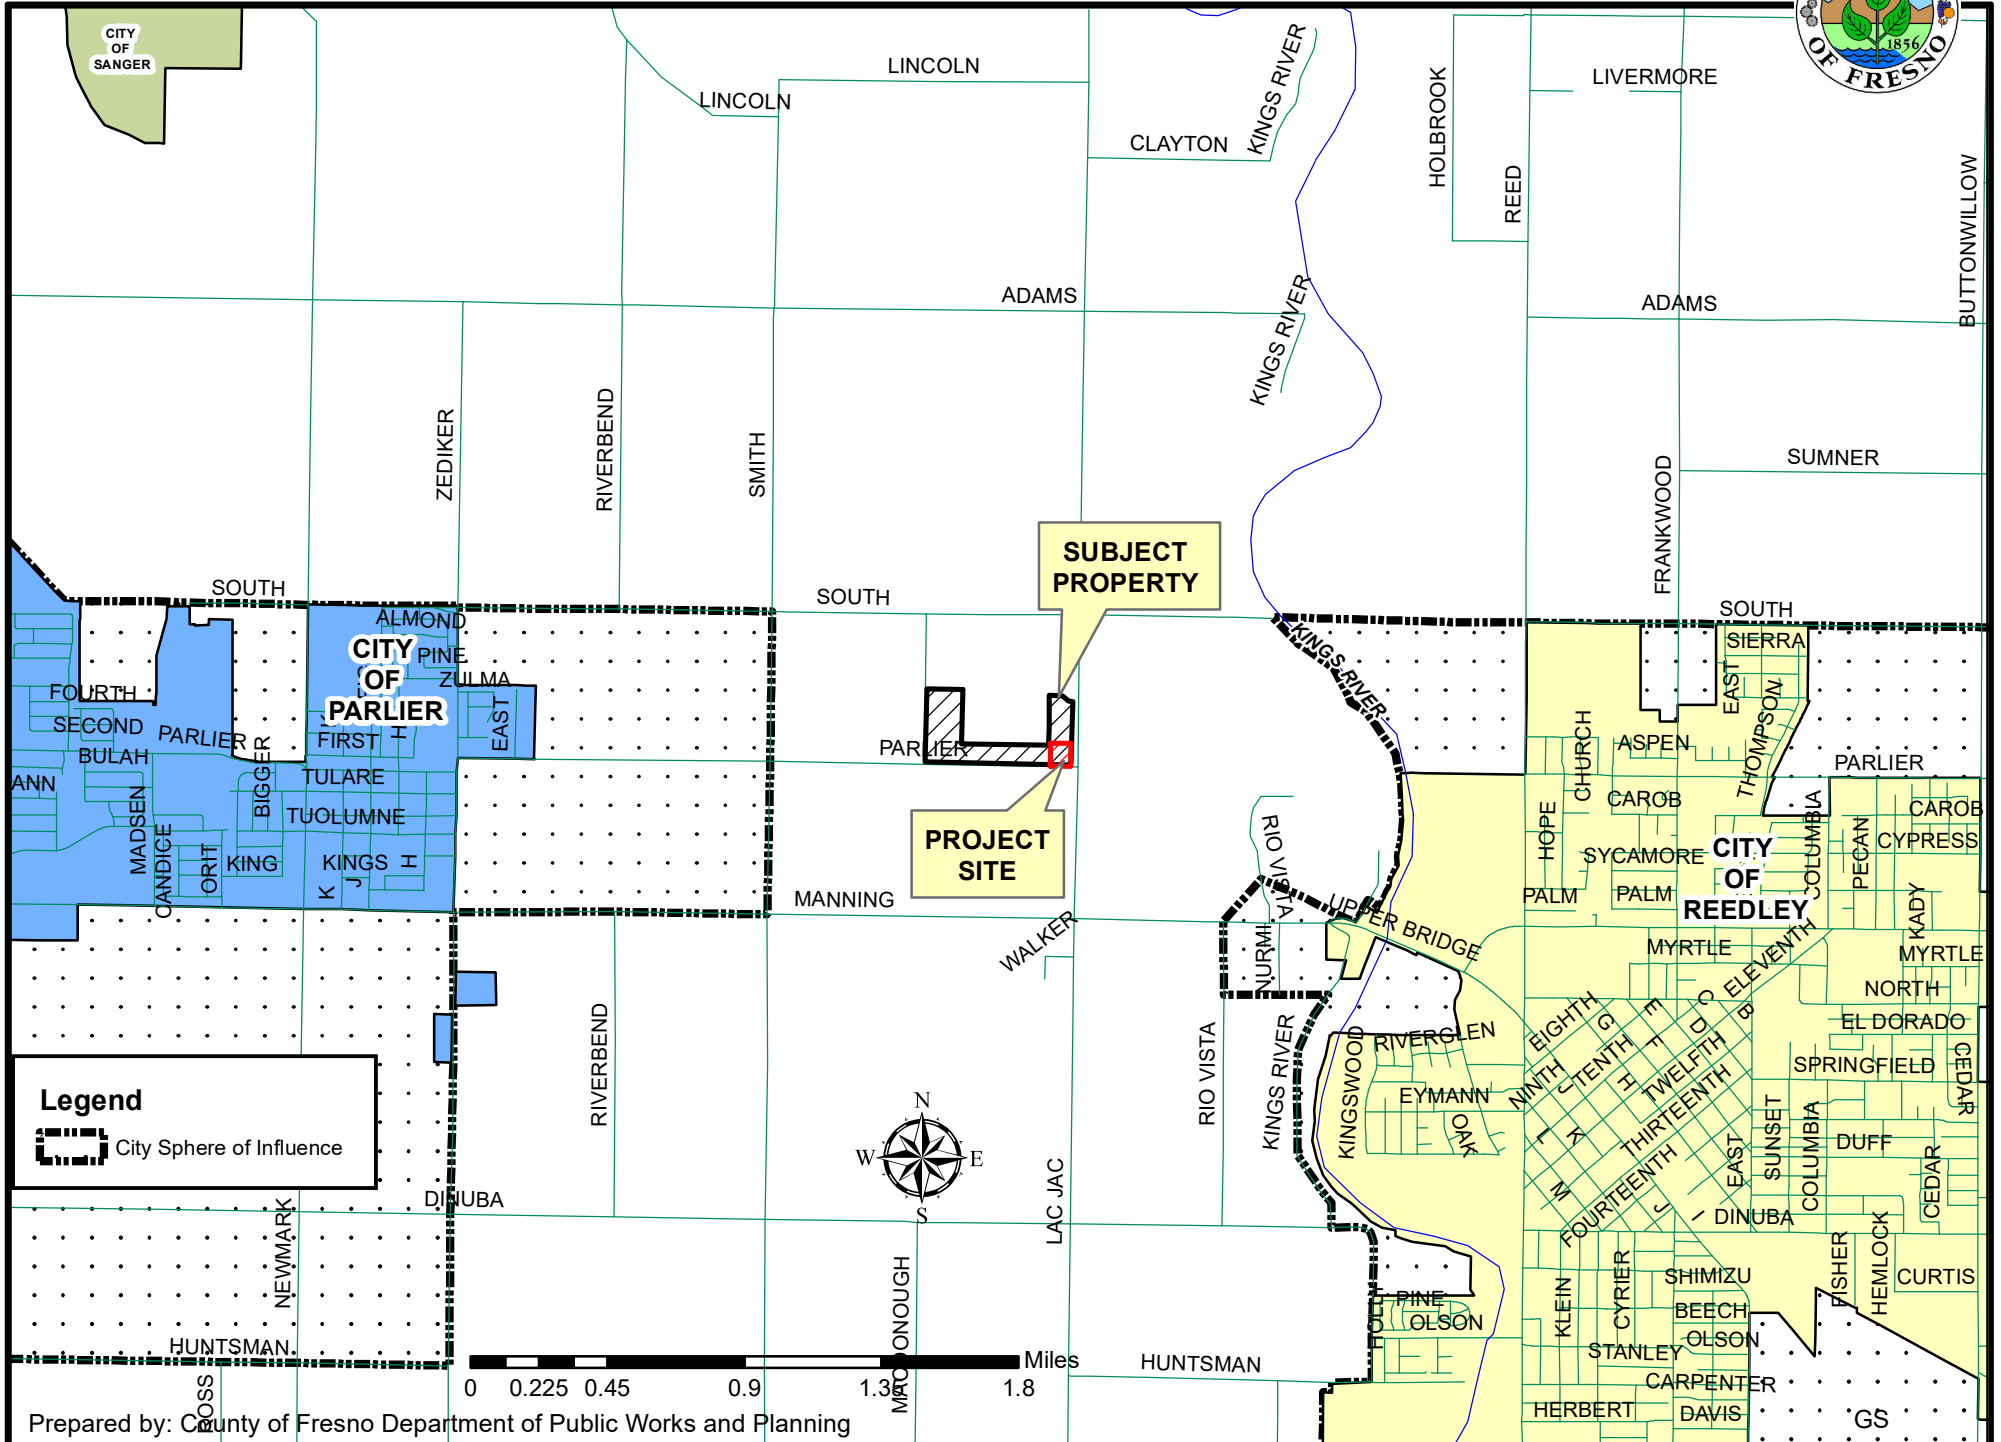 CITY
OF
SANGER
LINCOLN
LINCOLN
CLAYTON
KINGS RIVER
HOLBROOK
REED
LIVERMORE
1856
OF FRESNO
BUTTONWILLOW
ADAMS
KINGS RIVER
ADAMS
ZEDIKER
RIVERBEND
SMITH
FRANKWOOD
SUMNER
SUBJECT
PROPERTY
SOUTH
SOUTH
SOUTH
ALMOND
CITY
OF
PARLIER
PINE
ZULMA
EAST
FOURTH
SECOND
PARLIER
BULAH
BIGGER
K
FIRST
H
TULARE
ANN
MADSEN
TUOLUMNE
CANDICE
ORIT
KING
KINGS
K
J
H
PARLIER
PROJECT
SITE
MANNING
WALKER
KINGS RIVER
SIERRA
EAST
THOMPSON
CHURCH
ASPEN
PARLIER
HOPE
CAROB
COLUMBIA
CAROB
PECAN
CYPRESS
SYCAMORE
CITY
OF
REEDLEY
PALM
PALM
KADY
RIO VISTA
NURMI
UPPER BRIDGE
MYRTLE
ELEVENTH
MYRTLE
NORTH
EIGHTH
G
E
C
B
D
F
EL DORADO
RIVERGLEN
TENTH
TWELFTH
SPRINGFIELD
CEDAR
NINTH
J
H
THIRTEENTH
EYMANN
OAK
L
K
SUNSET
COLUMBIA
DUFF
EAST
CEDAR
M
FOURTEENTH
J
I
DINUBA
KINGSWOOD
KINGS RIVER
RIO VISTA
RIVERBEND
Legend
City Sphere of Influence
N
W
E
S
LAC JAC
DINUBA
NEWMARK
HUNTSMAN
ROSS
MACDONOUGH
HUNTSMAN
HOLLY
PINE
OLSON
KLEIN
CYRIER
SHIMIZU
FISHER
HEMLOCK
CURTIS
BEECH
OLSON
STANLEY
CARPENTER
HERBERT
DAVIS
GS
Miles
0 0.225 0.45 0.9 1.35 1.8
Prepared by: County of Fresno Department of Public Works and Planning